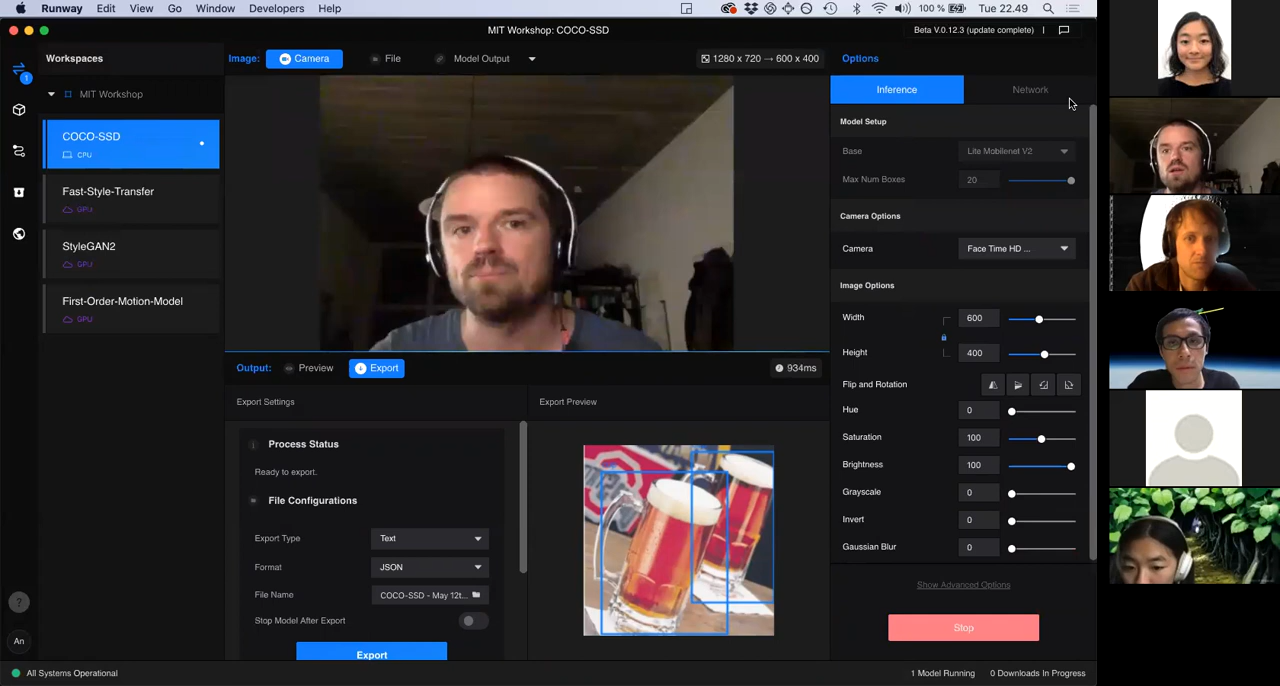 Runway File Edit View Go Window Developers Help 100 % Tue 22.49
MIT Workshop: COCO-SSD
Beta V.0.12.3 (update complete)
Workspaces
1
MIT Workshop
COCO-SSD
CPU
Fast-Style-Transfer
GPU
StyleGAN2
GPU
First-Order-Motion-Model
GPU
?
An
Image: Camera File Model Output 1280 x 720 → 600 x 400
Output: Preview Export 934ms
Export Settings
Export Preview
Process Status
Ready to export.
File Configurations
Export Type Text
Format JSON
File Name COCO-SSD - May 12t...
Stop Model After Export
Export
Options
Inference Network
Model Setup
Base Lite Mobilenet V2
Max Num Boxes 20
Camera Options
Camera Face Time HD ...
Image Options
Width 600
Height 400
Flip and Rotation
Hue 0
Saturation 100
Brightness 100
Grayscale 0
Invert 0
Gaussian Blur 0
Show Advanced Options
Stop
All Systems Operational
1 Model Running 0 Downloads In Progress